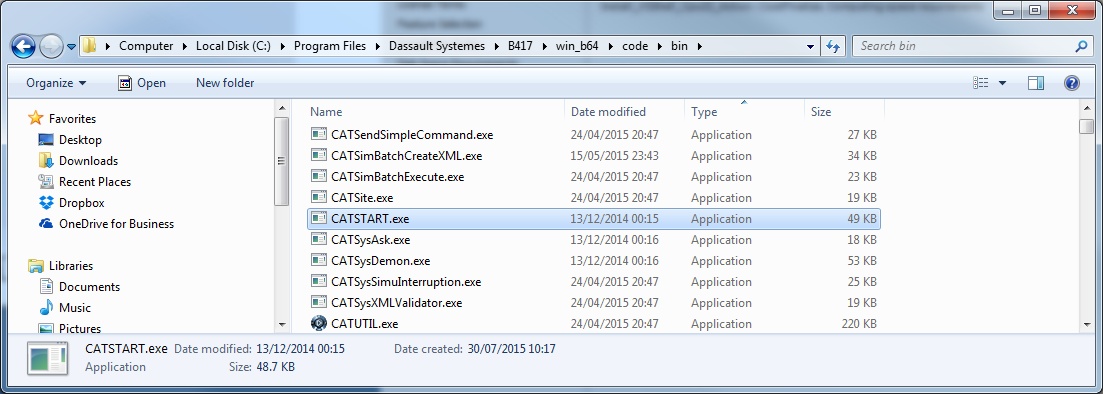 Computer Local Disk (C:) Program Files Dassault Systemes B417 win_b64 code bin Search bin
Organize Open New folder
Favorites
Desktop
Downloads
Recent Places
Dropbox
OneDrive for Business
Libraries
Documents
Music
Pictures
Name Date modified Type Size
CATSendSimpleCommand.exe 24/04/2015 20:47 Application 27 KB
CATSimBatchCreateXML.exe 15/05/2015 23:43 Application 34 KB
CATSimBatchExecute.exe 24/04/2015 20:47 Application 23 KB
CATSite.exe 24/04/2015 20:47 Application 19 KB
CATSTART.exe 13/12/2014 00:15 Application 49 KB
CATSysAsk.exe 13/12/2014 00:16 Application 18 KB
CATSysDemon.exe 13/12/2014 00:16 Application 53 KB
CATSysSimuInterruption.exe 24/04/2015 20:47 Application 25 KB
CATSysXMLValidator.exe 24/04/2015 20:47 Application 19 KB
CATUTIL.exe 24/04/2015 20:47 Application 220 KB
CATSTART.exe Date modified: 13/12/2014 00:15 Date created: 30/07/2015 10:17
Application Size: 48.7 KB